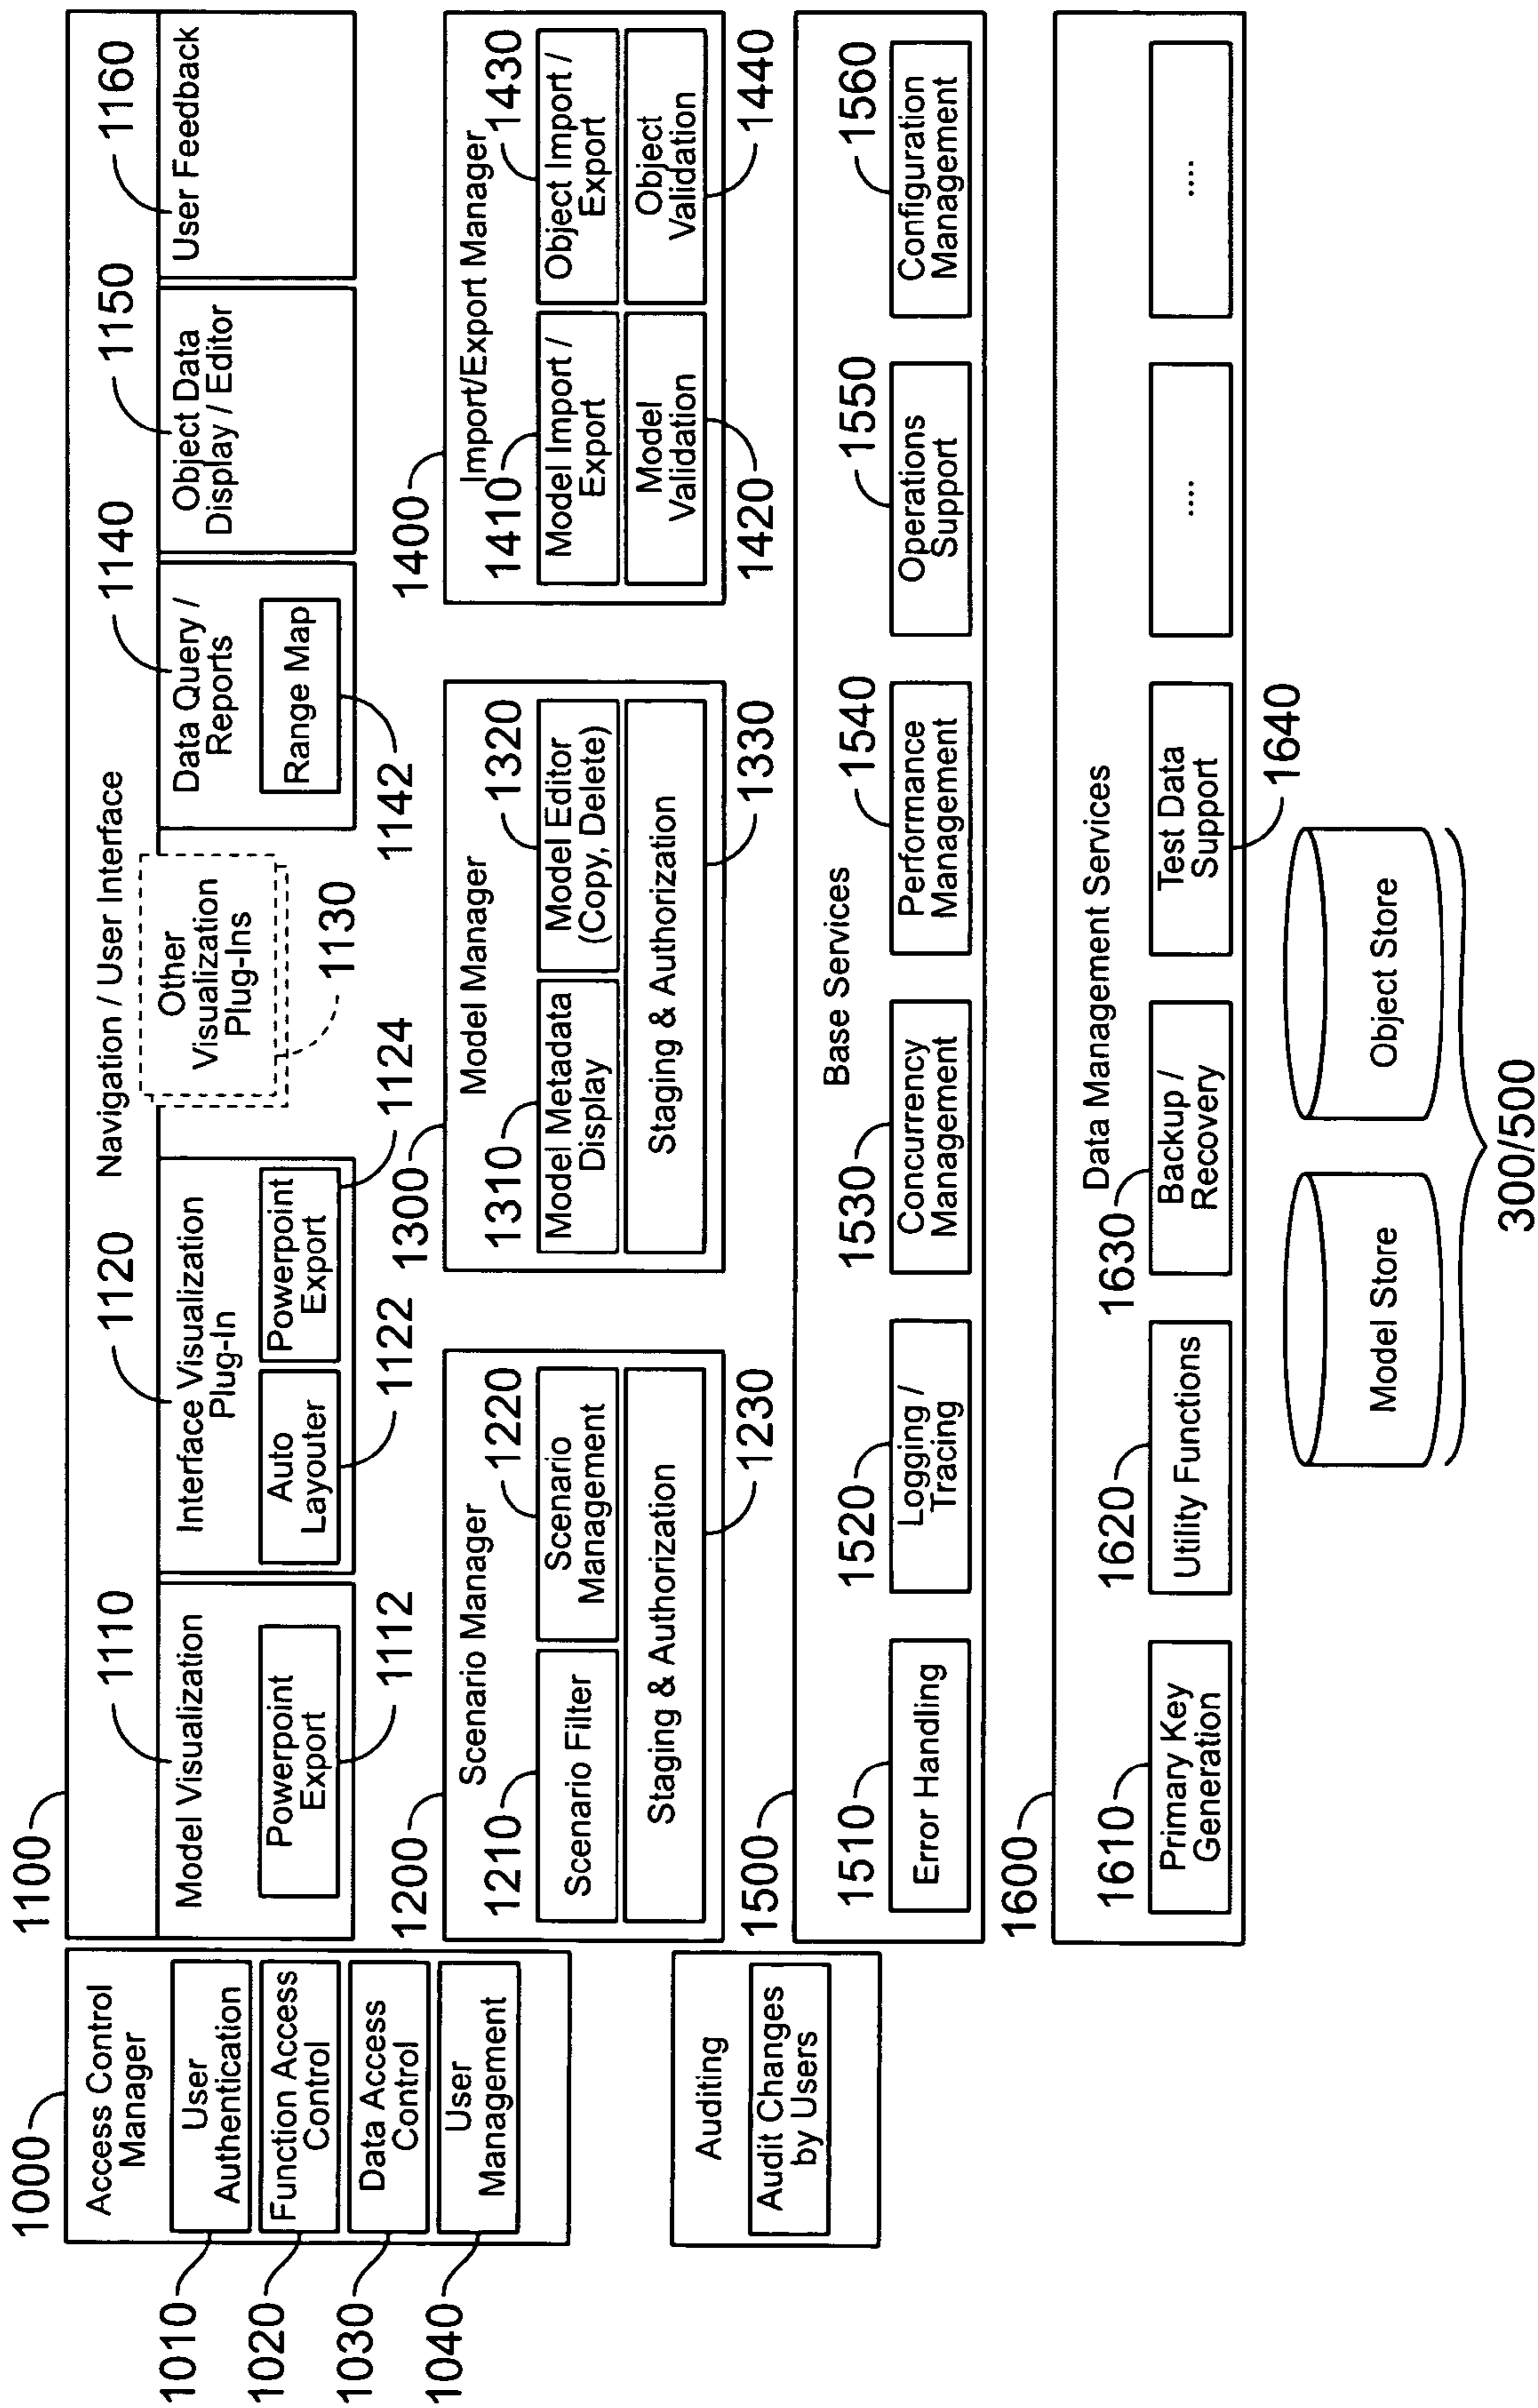 1000
Access Control
Manager
1010
User
Authentication
1020
Function Access
Control
1030
Data Access
Control
1040
User
Management
Auditing
Audit Changes
by Users
1100
Navigation / User Interface
1110
Model Visualization
Powerpoint
Export
1112
1120
Interface Visualization
Plug-In
Auto
Layouter
1122
Powerpoint
Export
1124
Other
Visualization
Plug-Ins
1130
1140
Data Query /
Reports
Range Map
1142
1150
Object Data
Display / Editor
1160
User Feedback
1200
Scenario Manager
1210
Scenario Filter
1220
Scenario
Management
Staging & Authorization
1230
1300
Model Manager
1310
Model Metadata
Display
1320
Model Editor
(Copy, Delete)
Staging & Authorization
1330
1400
Import/Export Manager
1410
Model Import /
Export
1430
Object Import /
Export
Model
Validation
1420
Object
Validation
1440
1500
Base Services
1510
Error Handling
1520
Logging /
Tracing
1530
Concurrency
Management
1540
Performance
Management
1550
Operations
Support
1560
Configuration
Management
1600
Data Management Services
1610
Primary Key
Generation
1620
Utility Functions
1630
Backup /
Recovery
Test Data
Support
1640
....
....
Model Store
Object Store
300/500